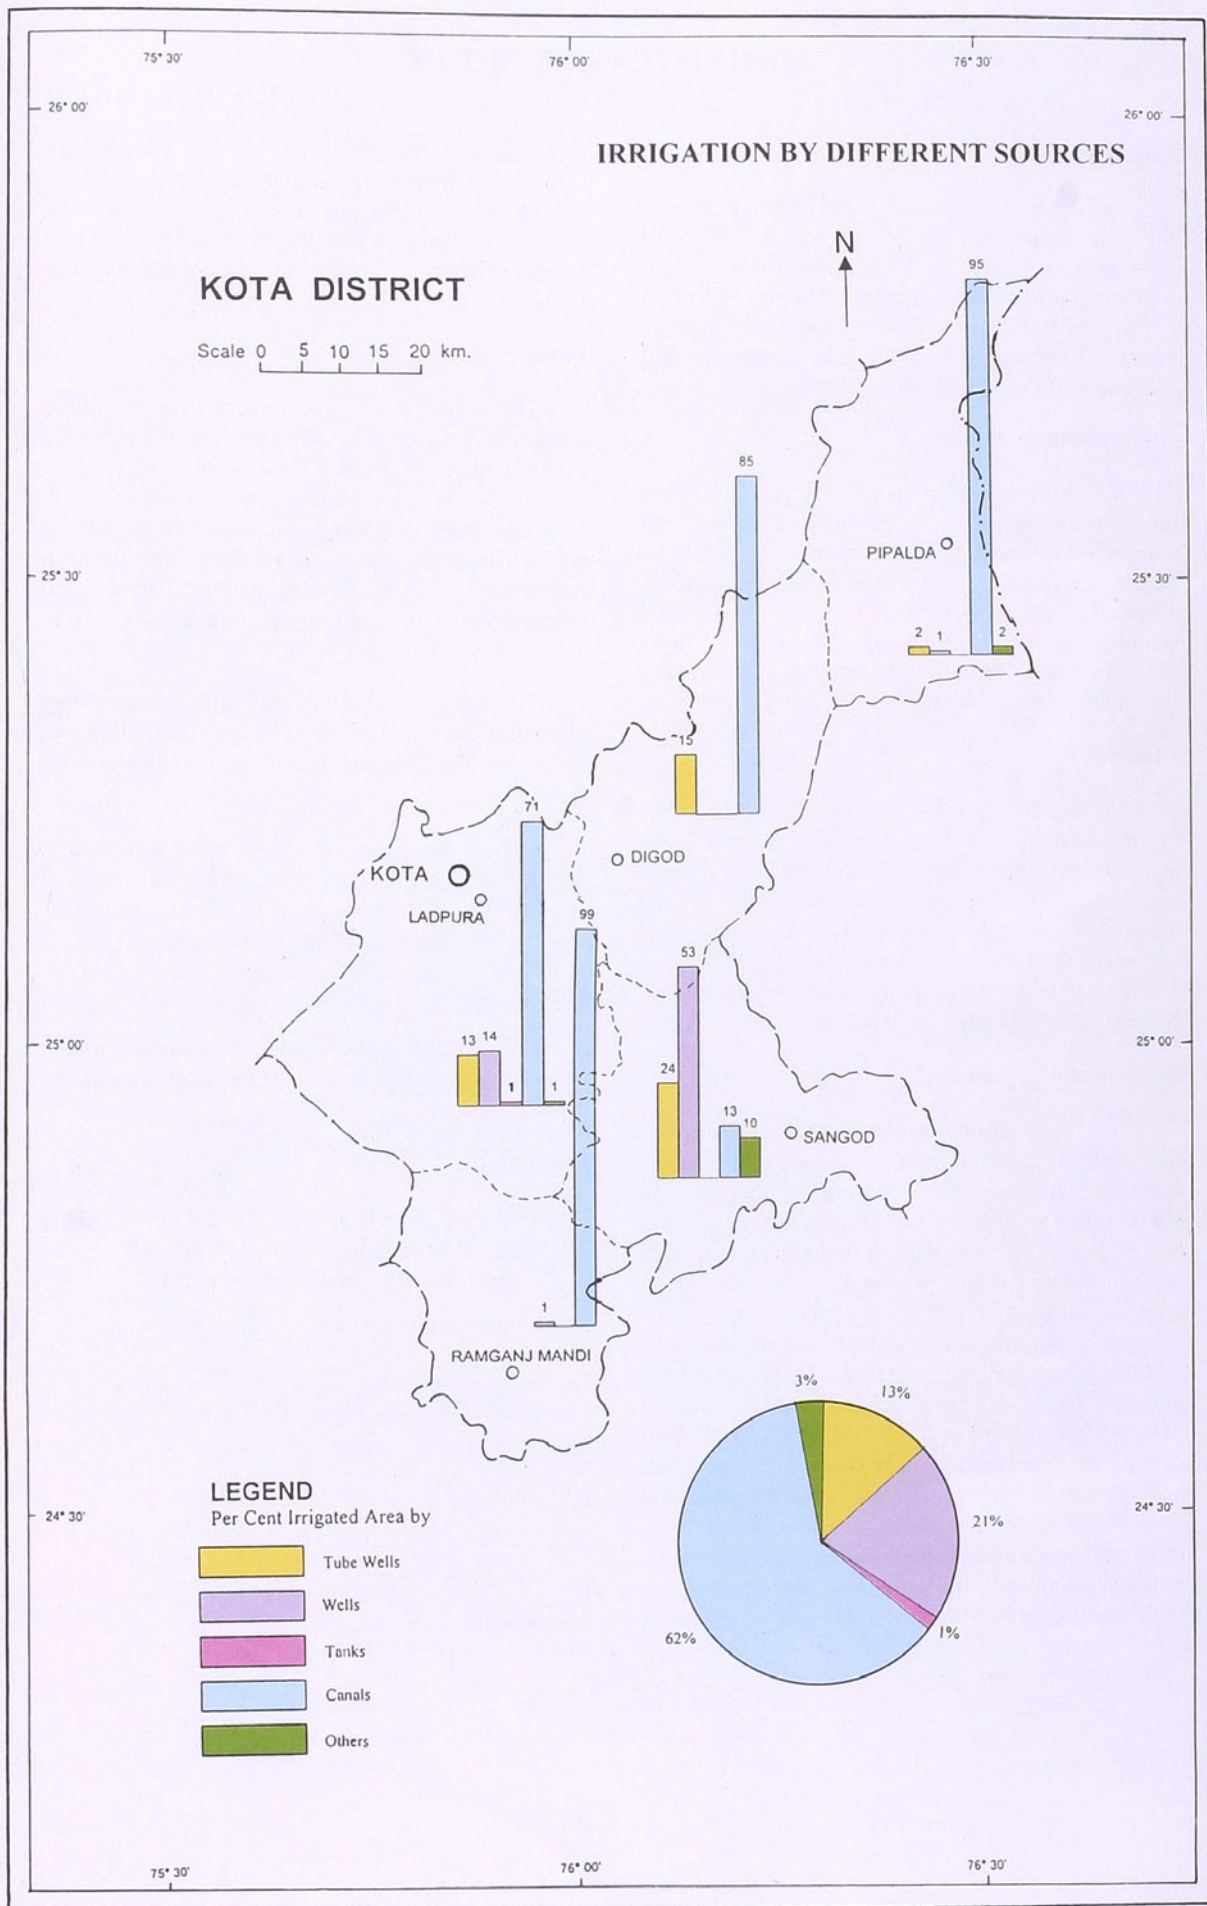 75° 30'
76° 00'
76° 30'
26° 00'
26° 00'
IRRIGATION BY DIFFERENT SOURCES
N
95
KOTA DISTRICT
Scale 0 5 10 15 20 km.
85
PIPALDA
25° 30'
25° 30'
2
1
2
15
71
DIGOD
KOTA
LADPURA
99
53
25° 00'
25° 00'
13
14
1
1
24
13
10
SANGOD
1
RAMGANJ MANDI
3%
13%
LEGEND
Per Cent Irrigated Area by
24° 30'
24° 30'
21%
Tube Wells
Wells
1%
62%
Tanks
Canals
Others
75° 30'
76° 00'
76° 30'